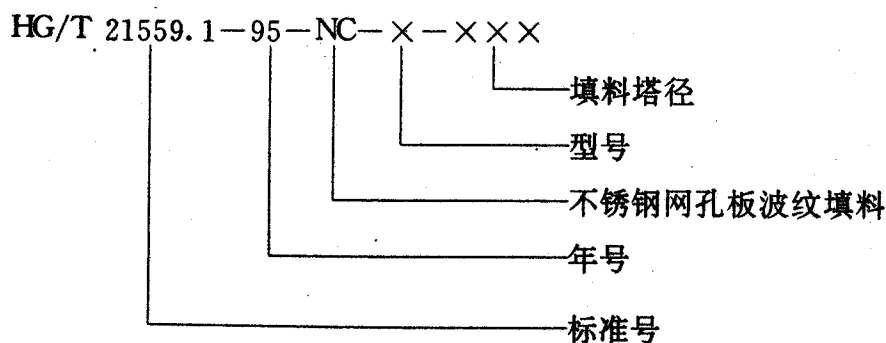 HG/T 21559.1-95-NC-×-×××
填料塔径
型号
不锈钢网孔板波纹填料
年号
标准号